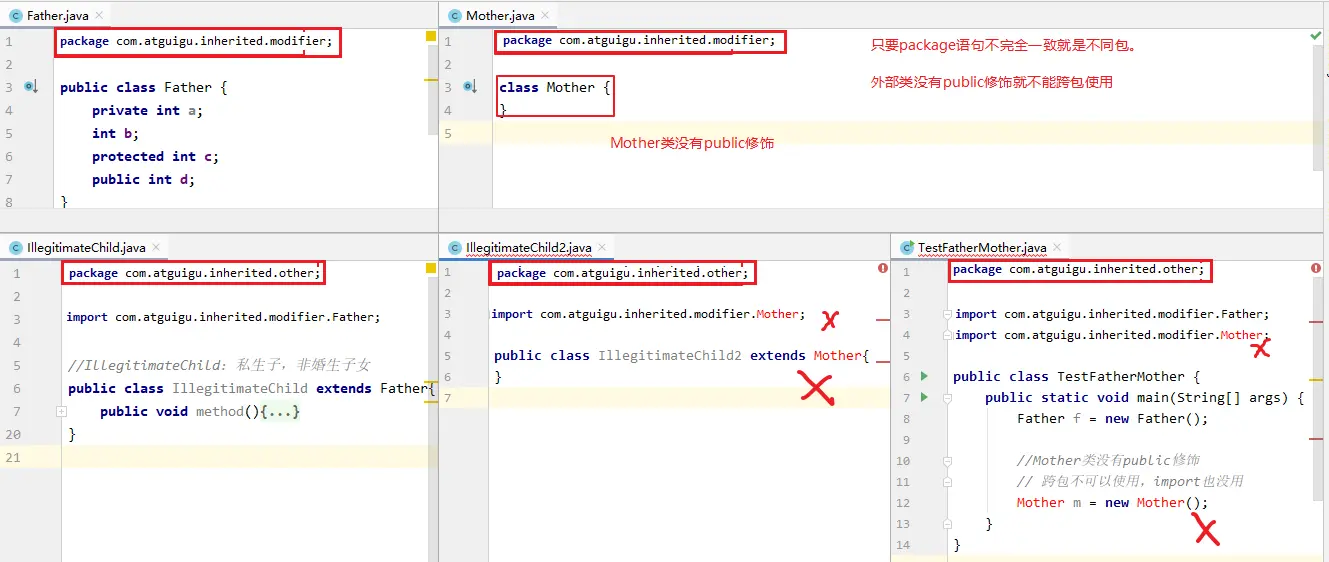 Father.java
1 package com.atguigu.inherited.modifier;
2
3 public class Father {
4 private int a;
5 int b;
6 protected int c;
7 public int d;
8 }
Mother.java
1 package com.atguigu.inherited.modifier;
2
3 class Mother {
4 }
5
只要package语句不完全一致就是不同包。
外部类没有public修饰就不能跨包使用
Mother类没有public修饰
IllegitimateChild.java
1 package com.atguigu.inherited.other;
2
3 import com.atguigu.inherited.modifier.Father;
4
5 //IllegitimateChild：私生子，非婚生子女
6 public class IllegitimateChild extends Father{
7 public void method(){...}
20 }
21
IllegitimateChild2.java
1 package com.atguigu.inherited.other;
2
3 import com.atguigu.inherited.modifier.Mother; X
4
5 public class IllegitimateChild2 extends Mother{
6 }
X
7
TestFatherMother.java
1 package com.atguigu.inherited.other;
2
3 import com.atguigu.inherited.modifier.Father;
4 import com.atguigu.inherited.modifier.Mother;
X
5
6 public class TestFatherMother {
7 public static void main(String[] args) {
8 Father f = new Father();
9
10 //Mother类没有public修饰
11 // 跨包不可以使用，import也没用
12 Mother m = new Mother();
X
13 }
14 }